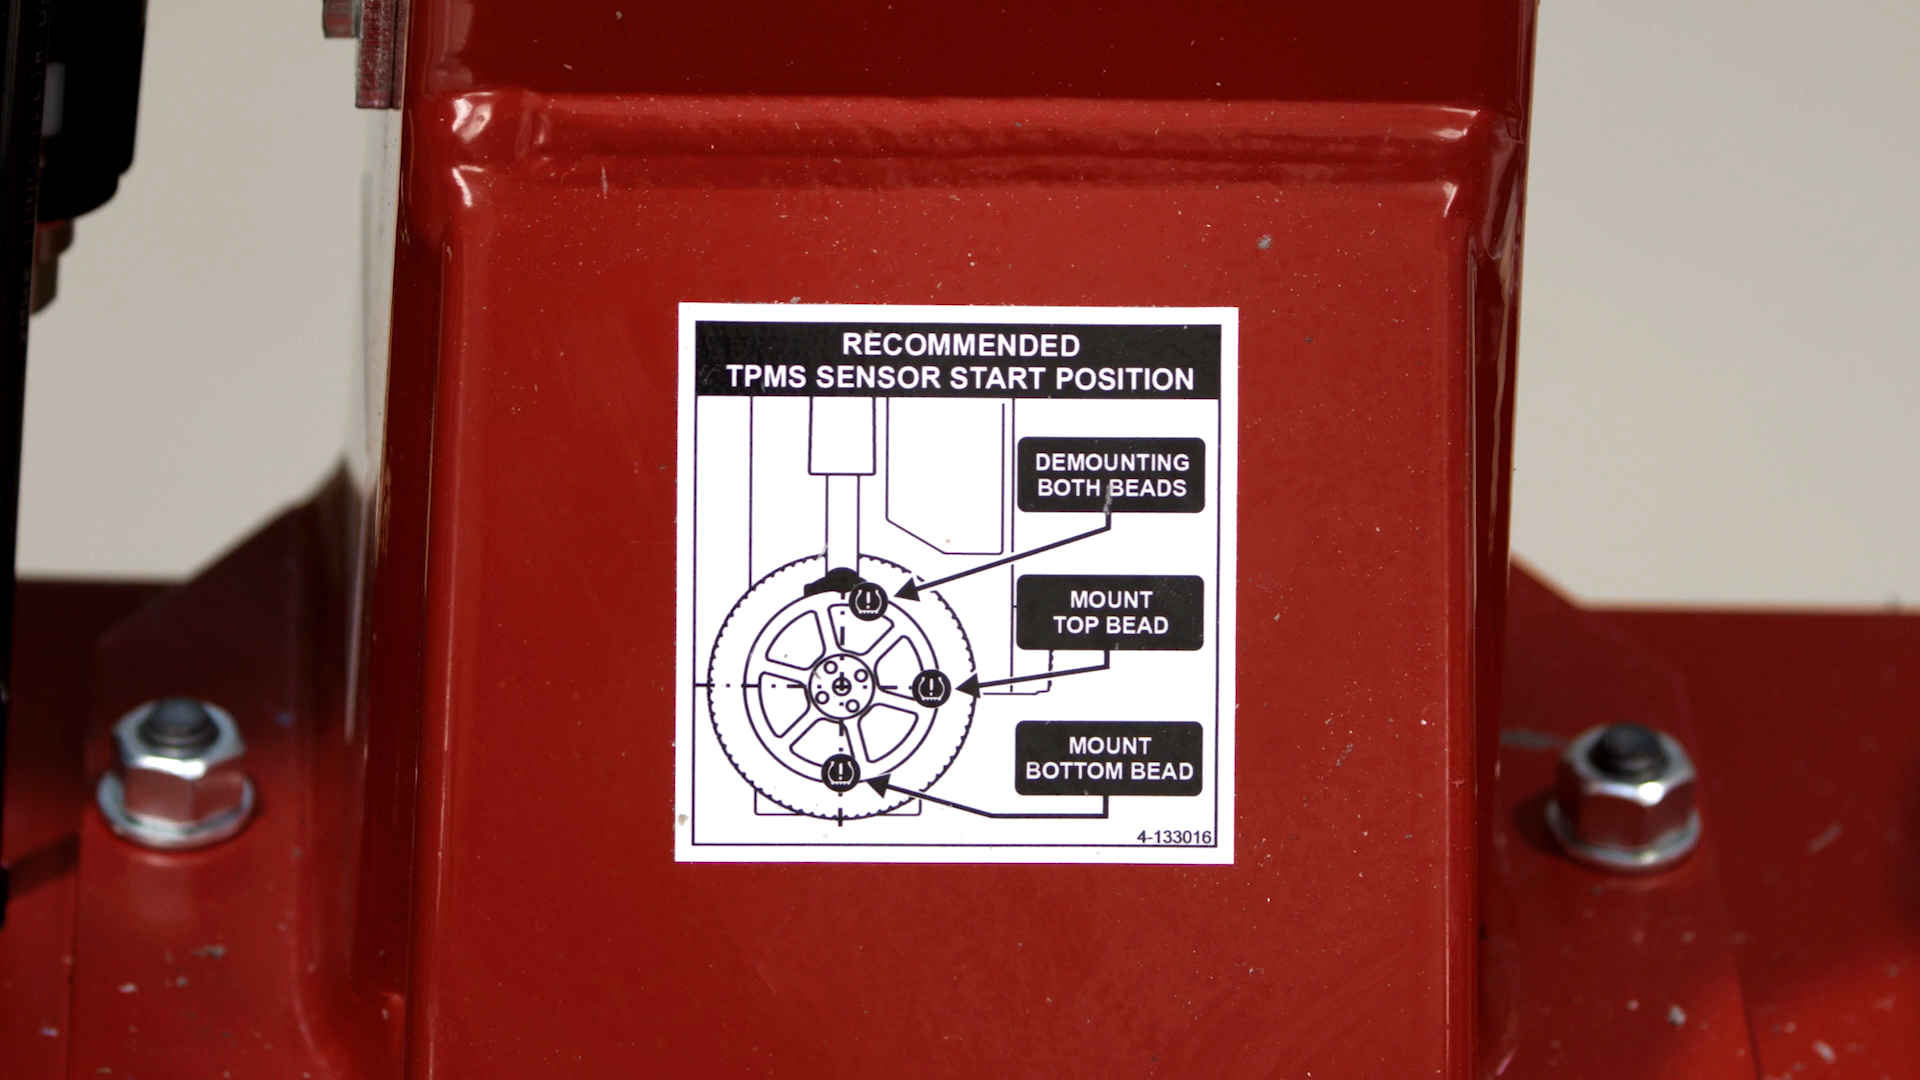 RECOMMENDED
TPMS SENSOR START POSITION
DEMOUNTING
BOTH BEADS
MOUNT
TOP BEAD
MOUNT
BOTTOM BEAD
4-133016